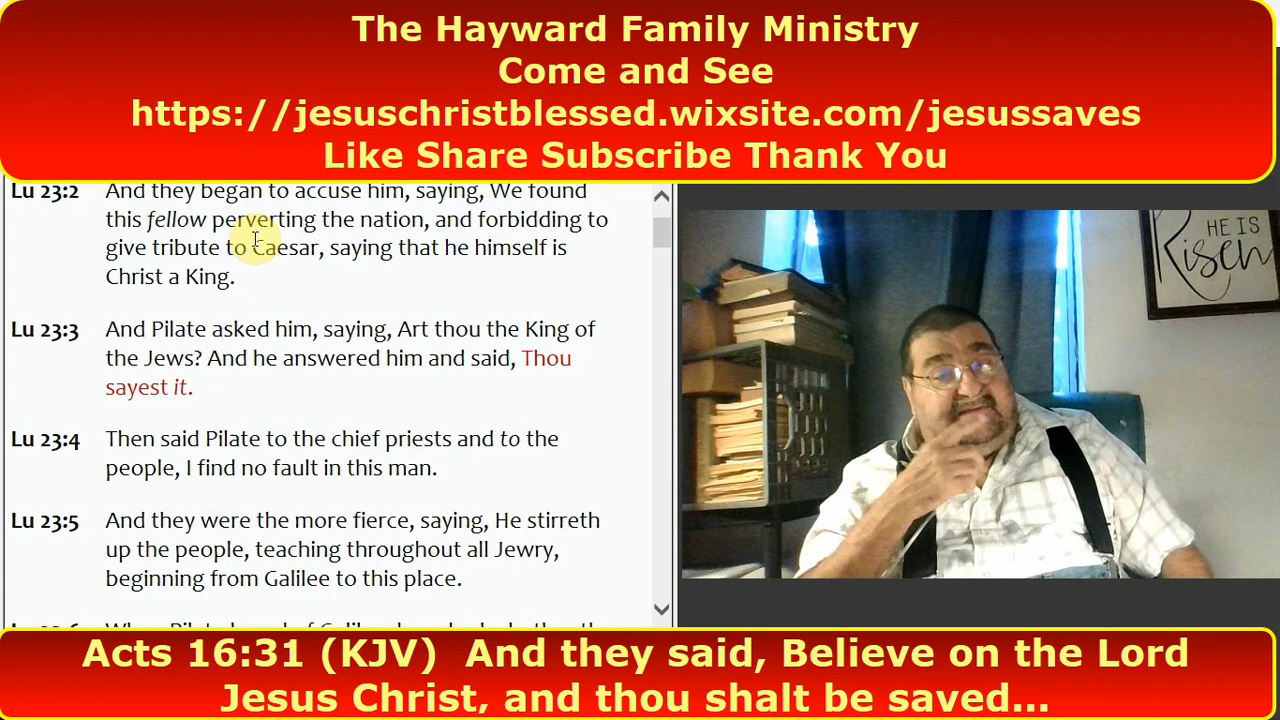 The Hayward Family Ministry
Come and See
https://jesuschristblessed.wixsite.com/jesussaves
Like Share Subscribe Thank You
Lu 23:2 And they began to accuse him, saying, We found
this fellow perverting the nation, and forbidding to
give tribute to Caesar, saying that he himself is
Christ a King.
Lu 23:3 And Pilate asked him, saying, Art thou the King of
the Jews? And he answered him and said, Thou
sayest it.
Lu 23:4 Then said Pilate to the chief priests and to the
people, I find no fault in this man.
Lu 23:5 And they were the more fierce, saying, He stirreth
up the people, teaching throughout all Jewry,
beginning from Galilee to this place.
HE IS
Risen
Acts 16:31 (KJV) And they said, Believe on the Lord
Jesus Christ, and thou shalt be saved...